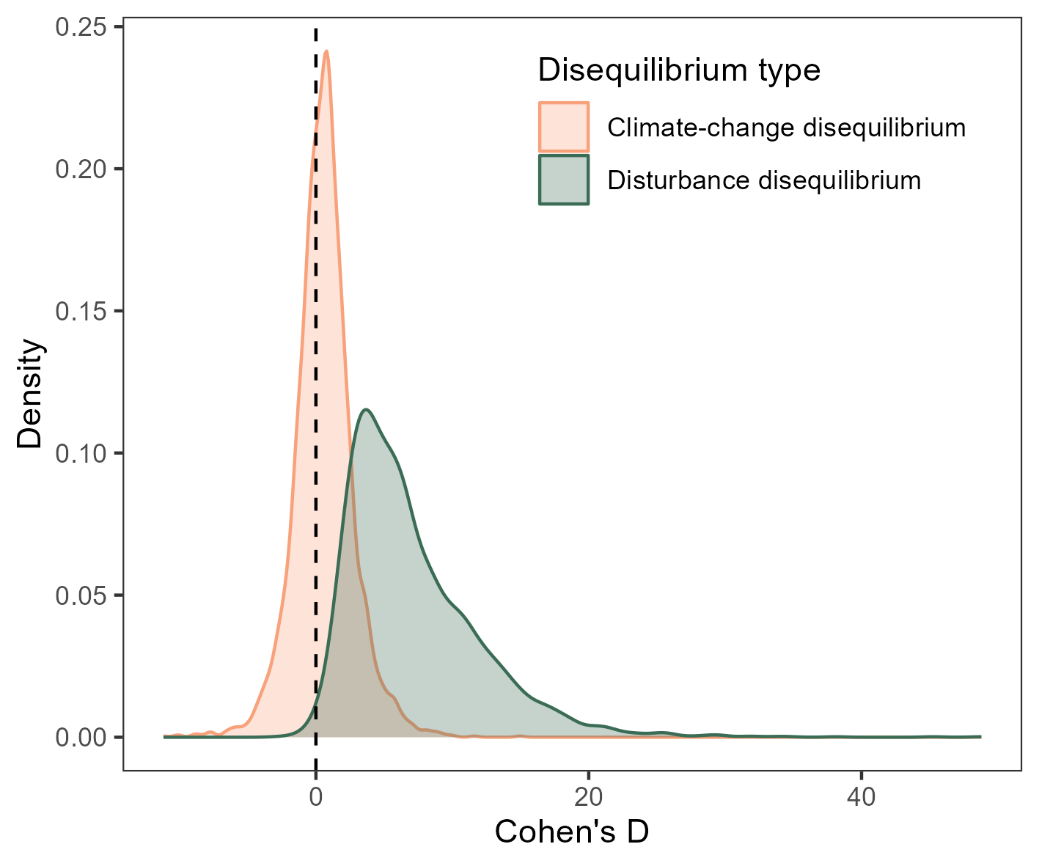 0.25
0.20
0.15
0.10
0.05
0.00
Density
Disequilibrium type
Climate-change disequilibrium
Disturbance disequilibrium
0
20
40
Cohen's D